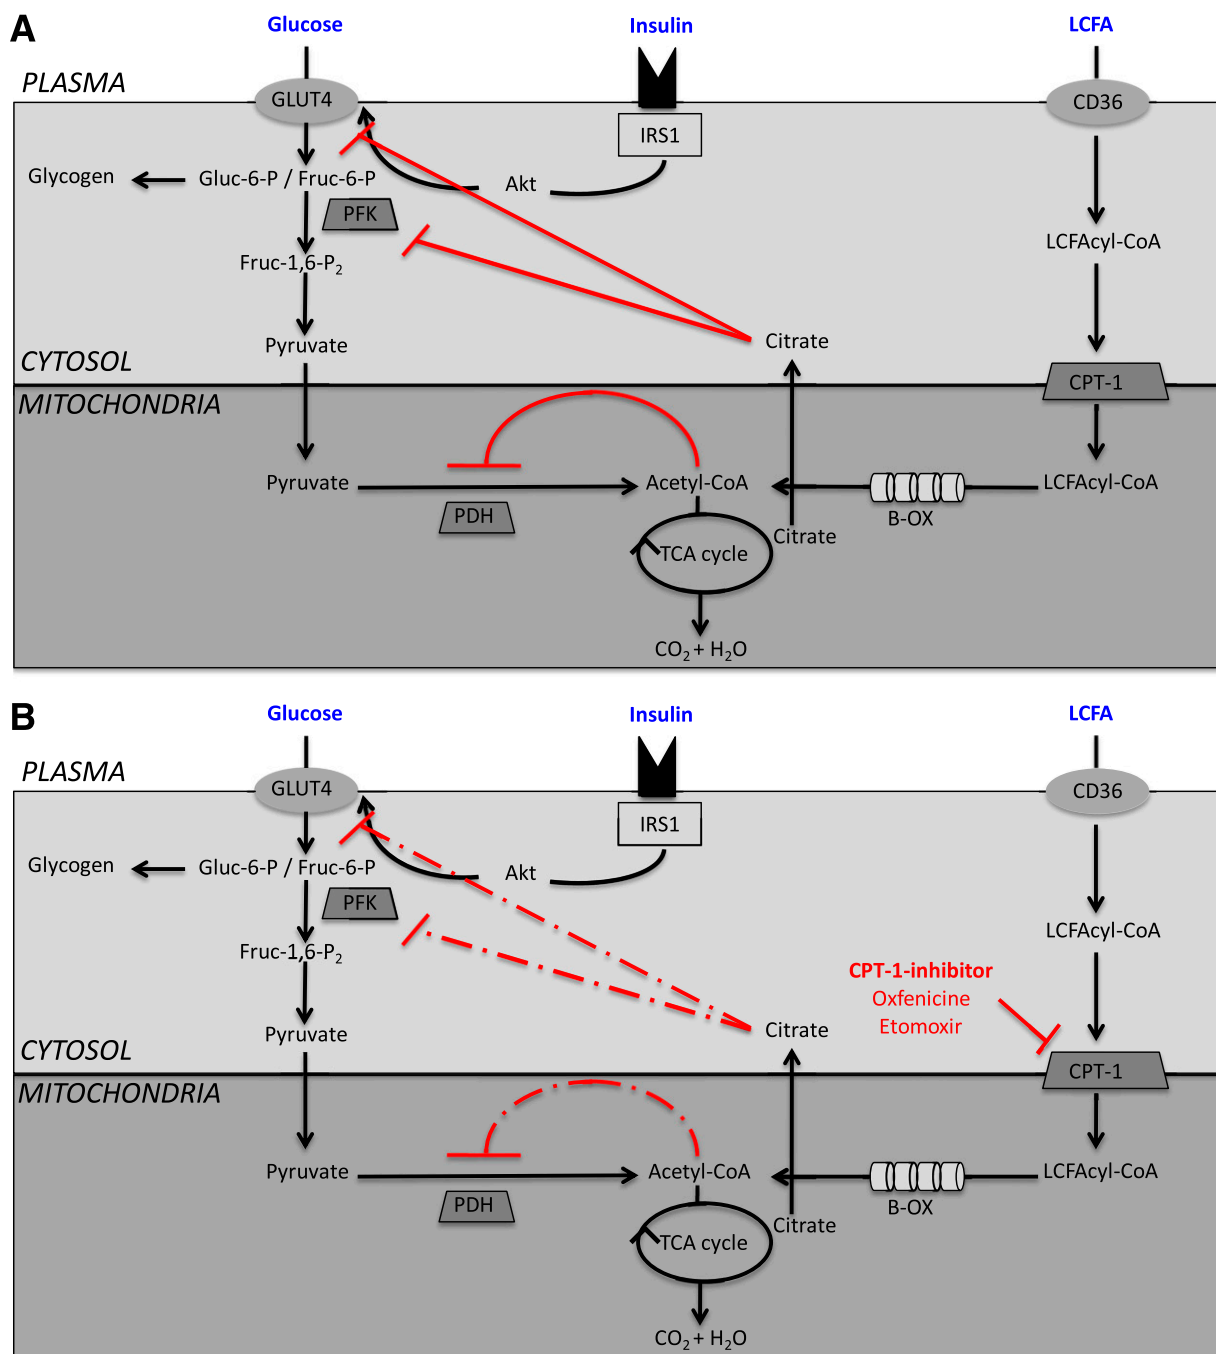 A
Glucose
Insulin
LCFA
PLASMA
GLUT4
CD36
IRS1
Glycogen
Gluc-6-P / Fruc-6-P
Akt
PFK
LCFAcyl-CoA
Fruc-1,6-P2
Pyruvate
Citrate
CYTOSOL
CPT-1
MITOCHONDRIA
Pyruvate
Acetyl-CoA
LCFAcyl-CoA
PDH
B-OX
Citrate
TCA cycle
CO2 + H2O
B
Glucose
Insulin
LCFA
PLASMA
GLUT4
CD36
IRS1
Glycogen
Gluc-6-P / Fruc-6-P
Akt
PFK
LCFAcyl-CoA
Fruc-1,6-P2
CPT-1-inhibitor
Oxfenicine
Etomoxir
Pyruvate
Citrate
CYTOSOL
CPT-1
MITOCHONDRIA
Pyruvate
Acetyl-CoA
LCFAcyl-CoA
PDH
B-OX
Citrate
TCA cycle
CO2 + H2O